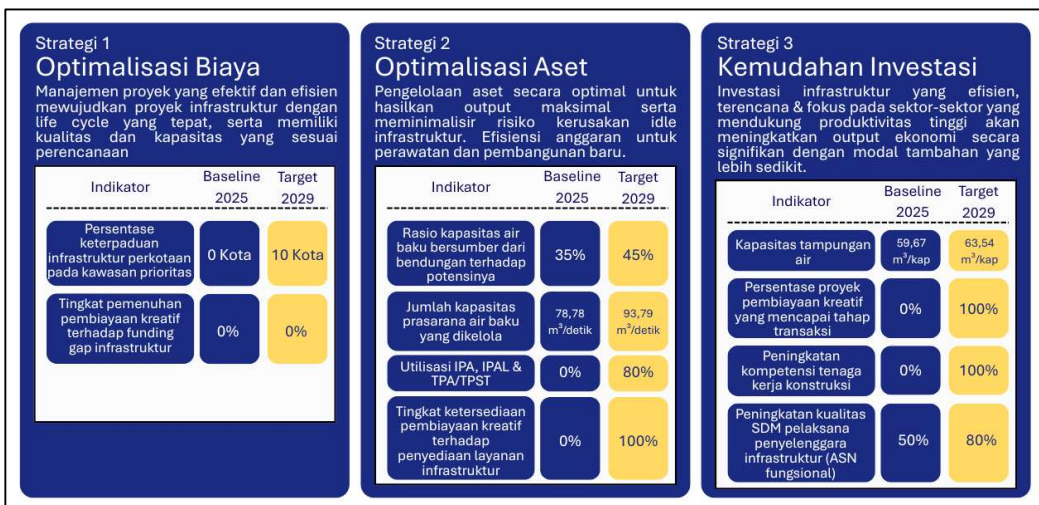 Strategi 1
Optimalisasi Biaya
Manajemen proyek yang efektif dan efisien
mewujudkan proyek infrastruktur dengan
life cycle yang tepat, serta memiliki
kualitas dan kapasitas yang sesuai
perencanaan
Indikator
Baseline
2025
Target
2029
Persentase
keterpaduan
infrastruktur perkotaan
pada kawasan prioritas
0 Kota
10 Kota
Tingkat pemenuhan
pembiayaan kreatif
terhadap funding
gap infrastruktur
0%
0%
Strategi 2
Optimalisasi Aset
Pengelolaan aset secara optimal untuk
hasilkan output maksimal serta
meminimalisir risiko kerusakan idle
infrastruktur. Efisiensi anggaran untuk
perawatan dan pembangunan baru.
Indikator
Baseline
2025
Target
2029
Rasio kapasitas air
baku bersumber dari
bendungan terhadap
potensinya
35%
45%
Jumlah kapasitas
prasarana air baku
yang dikelola
78,78
m³/detik
93,79
m³/detik
Utilisasi IPA, IPAL &
TPA/TPST
0%
80%
Tingkat ketersediaan
pembiayaan kreatif
terhadap
penyediaan layanan
infrastruktur
0%
100%
Strategi 3
Kemudahan Investasi
Investasi infrastruktur yang efisien,
terencana & fokus pada sektor-sektor yang
mendukung produktivitas tinggi akan
meningkatkan output ekonomi secara
signifikan dengan modal tambahan yang
lebih sedikit.
Indikator
Baseline
2025
Target
2029
Kapasitas tampungan
air
59,67
m³/kap
63,54
m³/kap
Persentase proyek
pembiayaan kreatif
yang mencapai tahap
transaksi
0%
100%
Peningkatan
kompetensi tenaga
kerja konstruksi
0%
100%
Peningkatan kualitas
SDM pelaksana
penyelenggara
infrastruktur (ASN
fungsional)
50%
80%